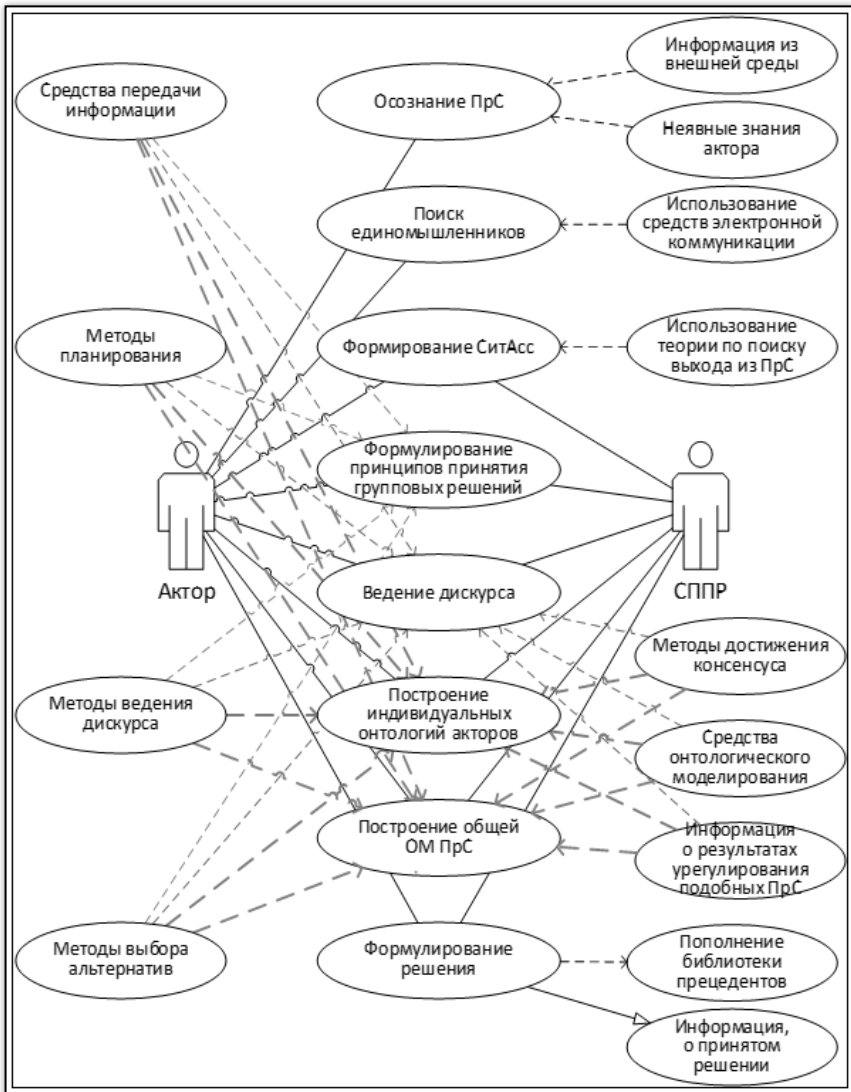 Средства передачи
информации
Осознание ПрС
Информация из
внешней среды
Неявные знания
актора
Поиск
единомышленников
Использование
средств электронной
коммуникации
Методы
планирования
Формирование СитАсс
Использование
теории по поиску
выхода из ПрС
Формулирование
принципов принятия
групповых решений
Актор
СППР
Ведение дискурса
Методы достижения
консенсуса
Методы ведения
дискурса
Построение
индивидуальных
онтологий акторов
Средства
онтологического
моделирования
Построение общей
ОМ ПрС
Информация
о результатах
урегулирования
подобных ПрС
Методы выбора
альтернатив
Формулирование
решения
Пополнение
библиотеки
прецедентов
Информация,
о принятом
решении